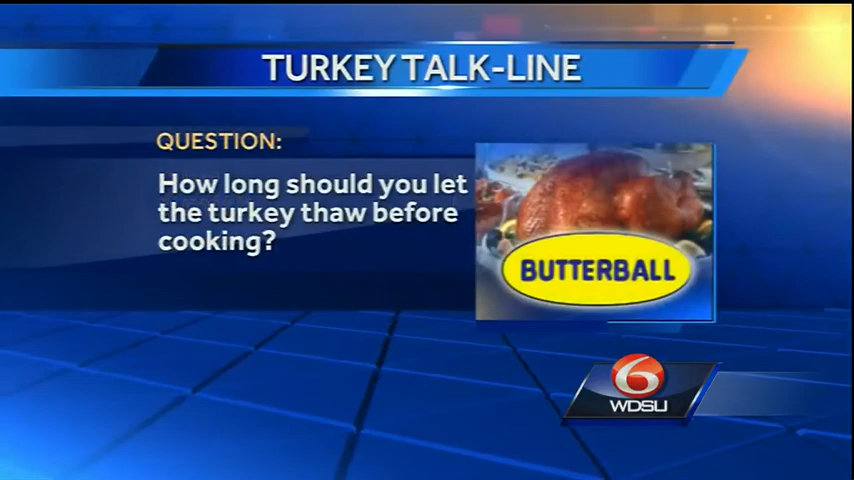 TURKEY TALK-LINE
QUESTION:
How long should you let
the turkey thaw before
cooking?
BUTTERBALL
6
WDSU